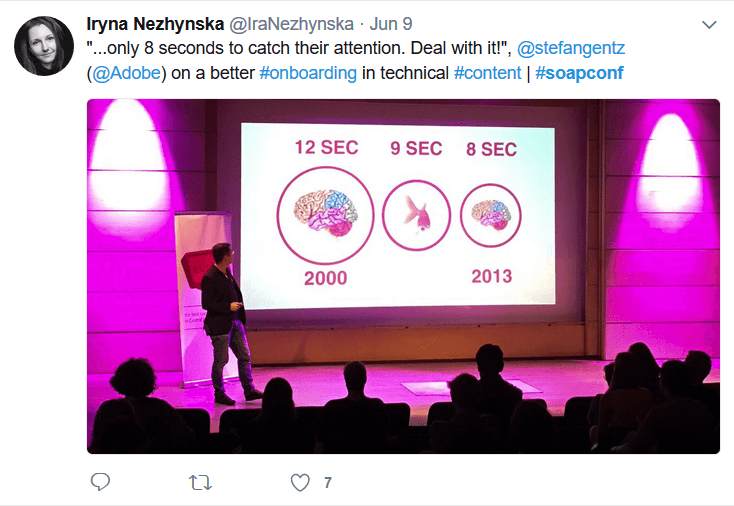 Iryna Nezhynska @IraNezhynska · Jun 9
"...only 8 seconds to catch their attention. Deal with it!", @stefangentz
(@Adobe) on a better #onboarding in technical #content | #soapconf
12 SEC 9 SEC 8 SEC
2000 2013
7